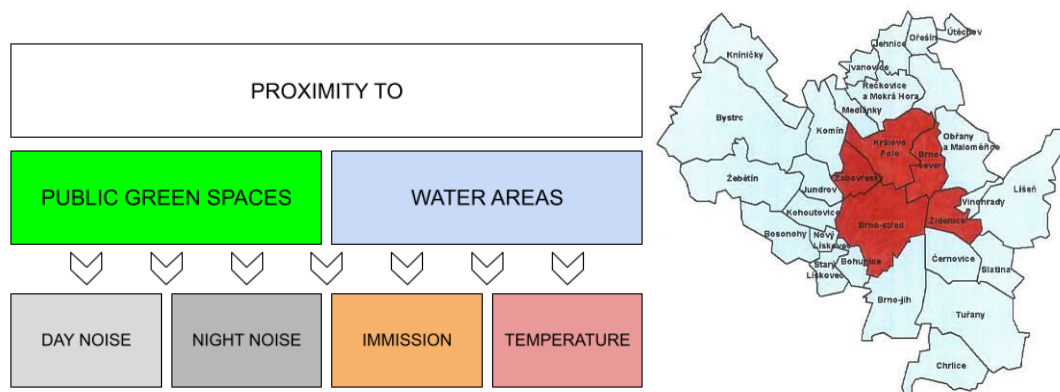 PROXIMITY TO
PUBLIC GREEN SPACES
WATER AREAS
DAY NOISE
NIGHT NOISE
IMMISSION
TEMPERATURE
Útěchov
Ořešín
Jehnice
Kníničky
Ivanovice
Řečkovice
a Mokrá Hora
Medlánky
Bystrc
Komín
Královo
Pole
Obřany
a Maloměřice
Brno-
sever
Žebětín
Žabovřesky
Jundrov
Líšeň
Vinohrady
Kohoutovice
Židenice
Brno-střed
Bosonohy
Nový
Lískovec
Starý
Lískovec
Bohunice
Černovice
Slatina
Brno-jih
Tuřany
Chrlice